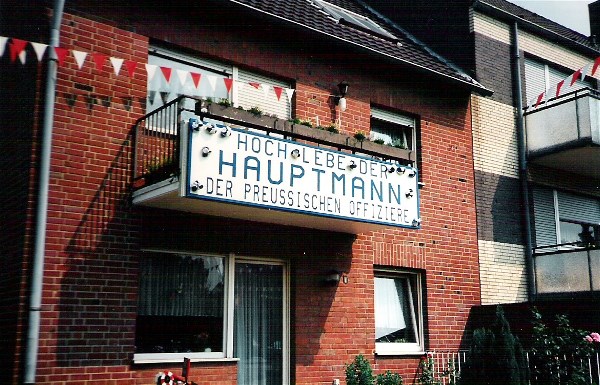 HOCH LEBE DER
HAUPTMANN
DER PREUSSISCHEN OFFIZIERE